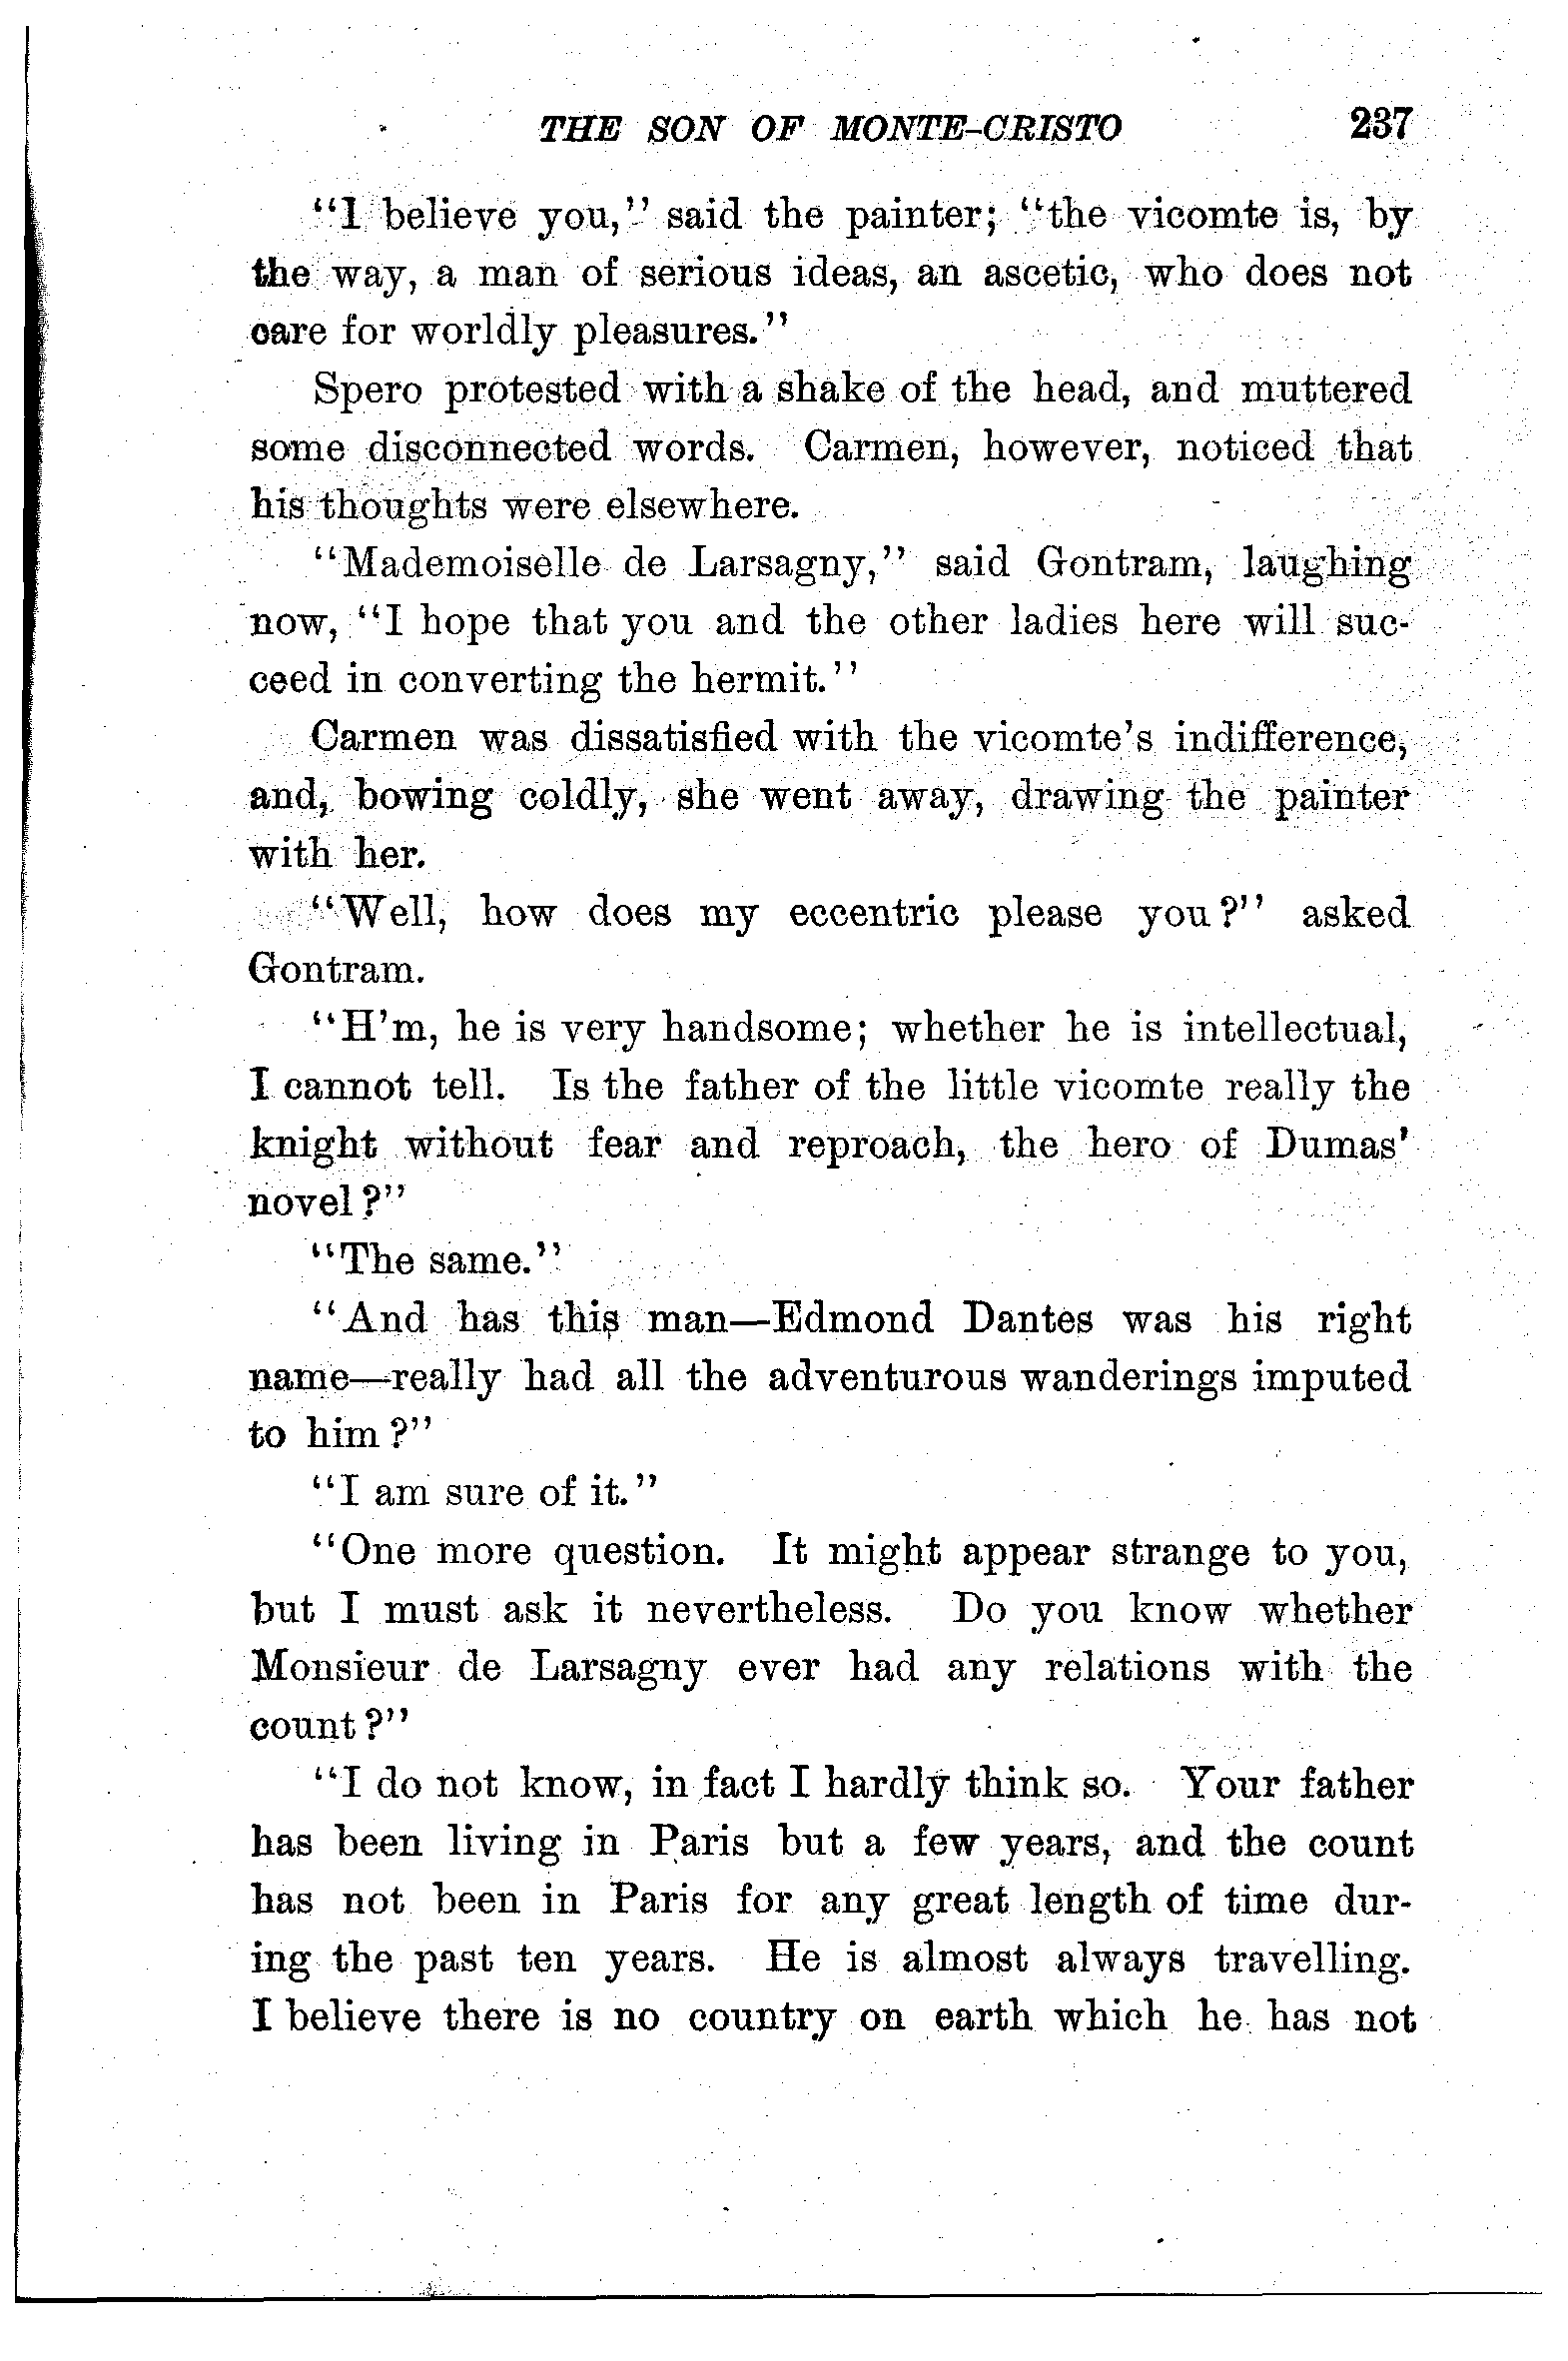 THE SON OF MONTE-CRISTO 237
"I believe you," said the painter; "the vicomte is, by
the way, a man of serious ideas, an ascetic, who does not
care for worldly pleasures."
Spero protested with a shake of the head, and muttered
some disconnected words. Carmen, however, noticed that
his thoughts were elsewhere.
"Mademoiselle de Larsagny," said Gontram, laughing
now, "I hope that you and the other ladies here will suc-
ceed in converting the hermit."
Carmen was dissatisfied with the vicomte's indifference,
and, bowing coldly, she went away, drawing the painter
with her.
"Well, how does my eccentric please you?" asked
Gontram.
"H'm, he is very handsome; whether he is intellectual,
I cannot tell. Is the father of the little vicomte really the
knight without fear and reproach, the hero of Dumas'
novel?"
"The same."
"And has this man—Edmond Dantes was his right
name—really had all the adventurous wanderings imputed
to him?"
"I am sure of it."
"One more question. It might appear strange to you,
but I must ask it nevertheless. Do you know whether
Monsieur de Larsagny ever had any relations with the
count?"
"I do not know, in fact I hardly think so. Your father
has been living in Paris but a few years, and the count
has not been in Paris for any great length of time dur-
ing the past ten years. He is almost always travelling.
I believe there is no country on earth which he has not